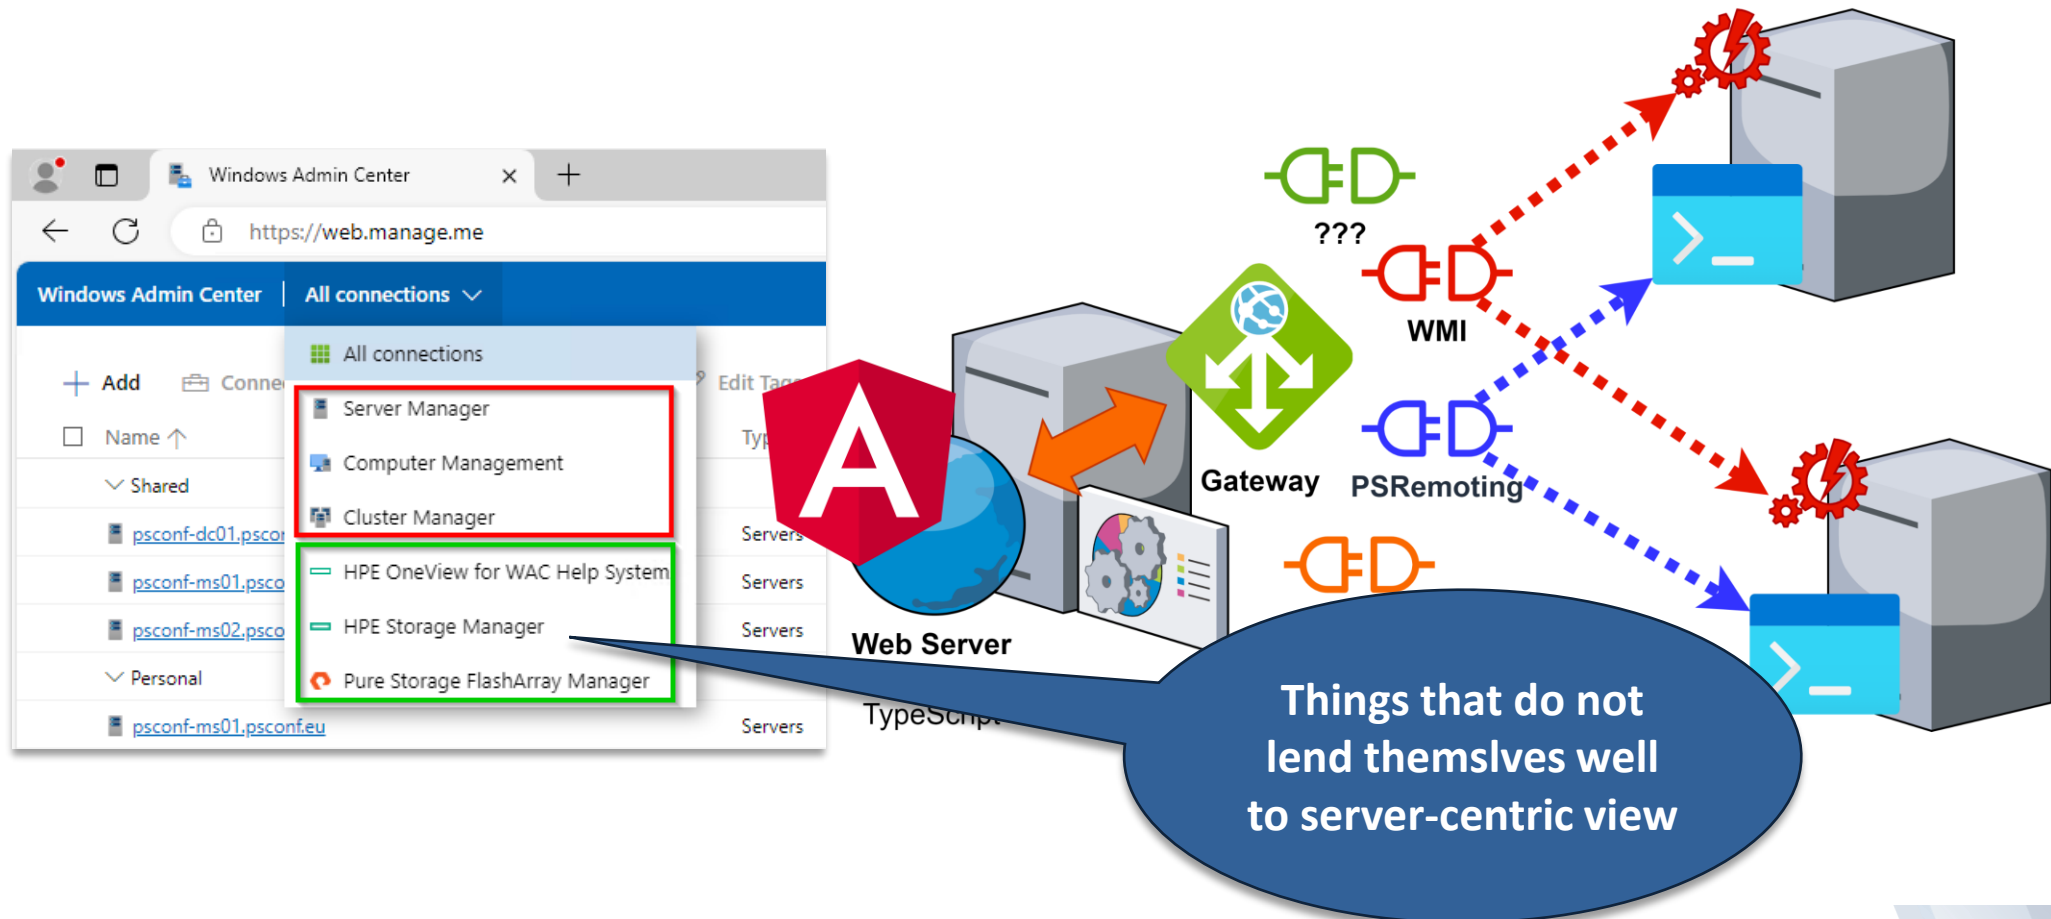 Windows Admin Center
https://web.manage.me
Windows Admin Center
All connections
All connections
Add
Edit
Server Manager
Name
Computer Management
Shared
Cluster Manager
Servers
HPE OneView for WAC Help System
Servers
HPE Storage Manager
Servers
Personal
Pure Storage FlashArray Manager
psconf-ms01.psconf.eu
Servers
Web Server
TypeScript
Gateway
???
WMI
PSRemoting
Things that do not
lend themslves well
to server-centric view